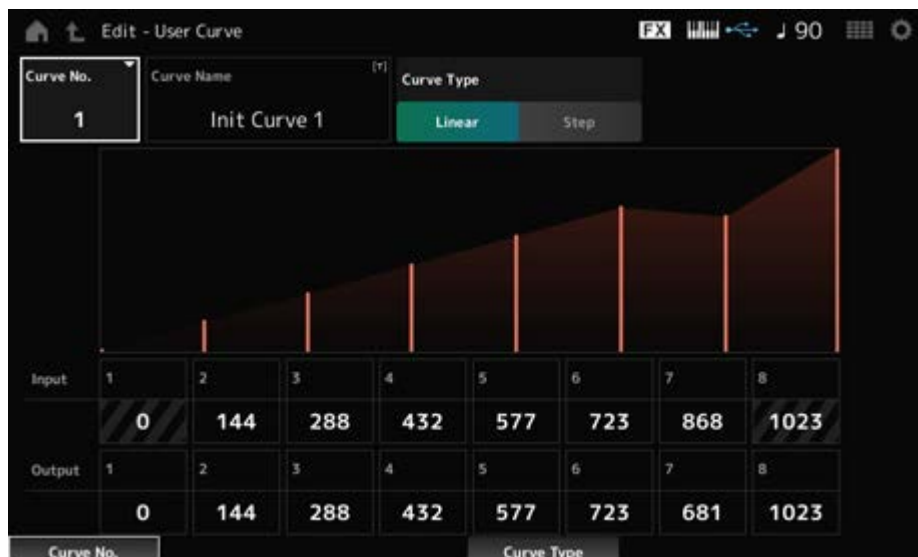 Edit - User Curve FX ♩ 90
Curve No. Curve Name [T] Curve Type
1 Init Curve 1 Linear Step
Input 1 2 3 4 5 6 7 8
0 144 288 432 577 723 868 1023
Output 1 2 3 4 5 6 7 8
0 144 288 432 577 723 681 1023
Curve No. Curve Type